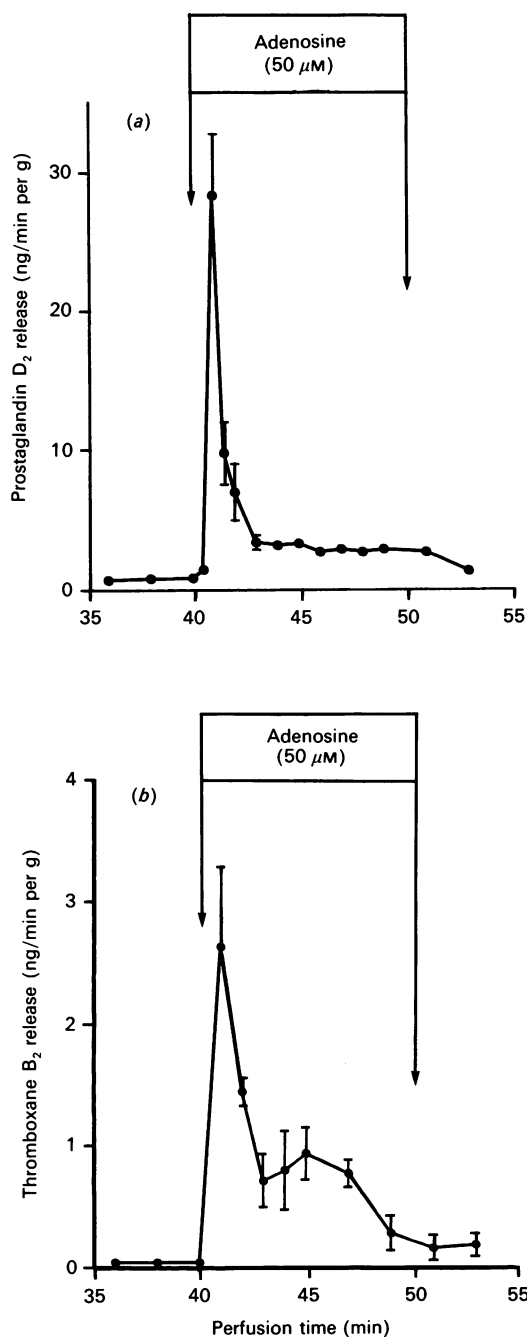 Adenosine
(50 μM)
(a)
30
20
10
0
Prostaglandin D₂ release (ng/min per g)
35
40
45
50
55
Adenosine
(50 μM)
(b)
4
3
2
1
0
Thromboxane B₂ release (ng/min per g)
35
40
45
50
55
Perfusion time (min)